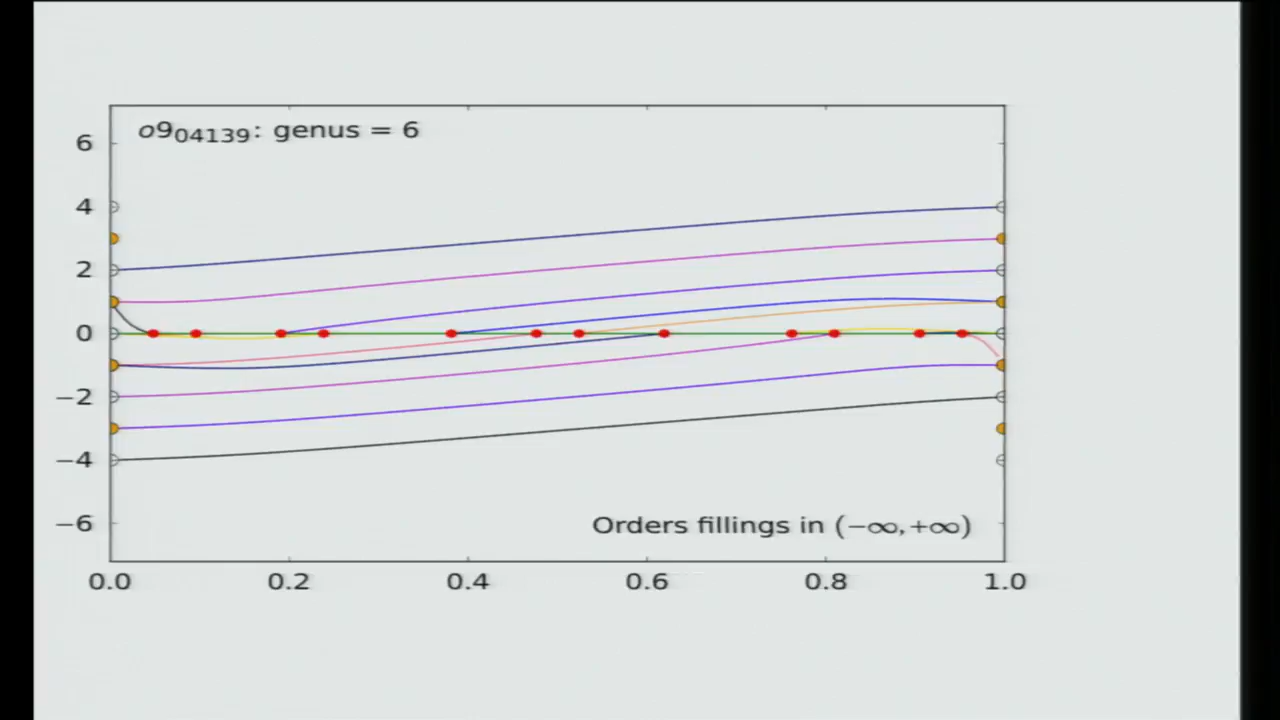 o9₀₄₁₃₉: genus = 6
6
4
2
0
−2
−4
−6
Orders fillings in (−∞, +∞)
0.0 0.2 0.4 0.6 0.8 1.0